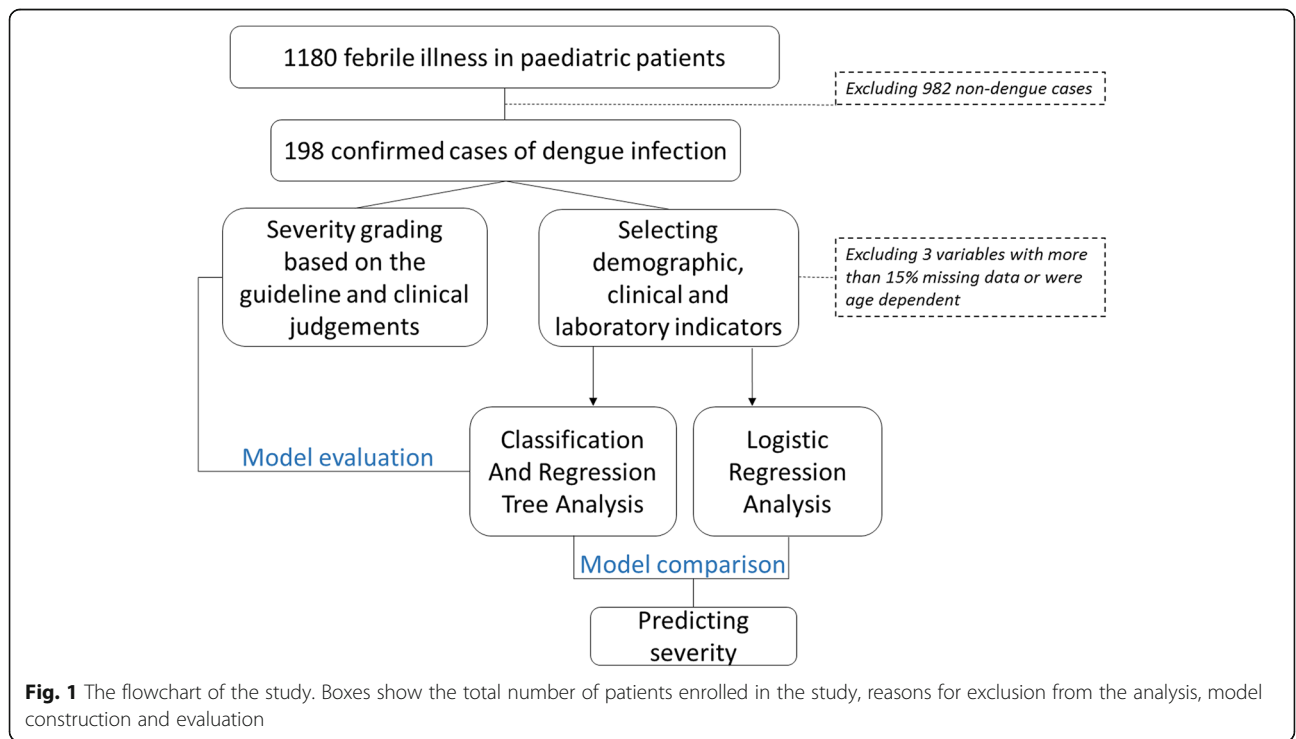 1180 febrile illness in paediatric patients
Excluding 982 non-dengue cases
198 confirmed cases of dengue infection
Severity grading
based on the
guideline and clinical
judgements
Selecting
demographic,
clinical and
laboratory indicators
Excluding 3 variables with more
than 15% missing data or were
age dependent
Model evaluation
Classification
And Regression
Tree Analysis
Logistic
Regression
Analysis
Model comparison
Predicting
severity
Fig. 1 The flowchart of the study. Boxes show the total number of patients enrolled in the study, reasons for exclusion from the analysis, model
construction and evaluation